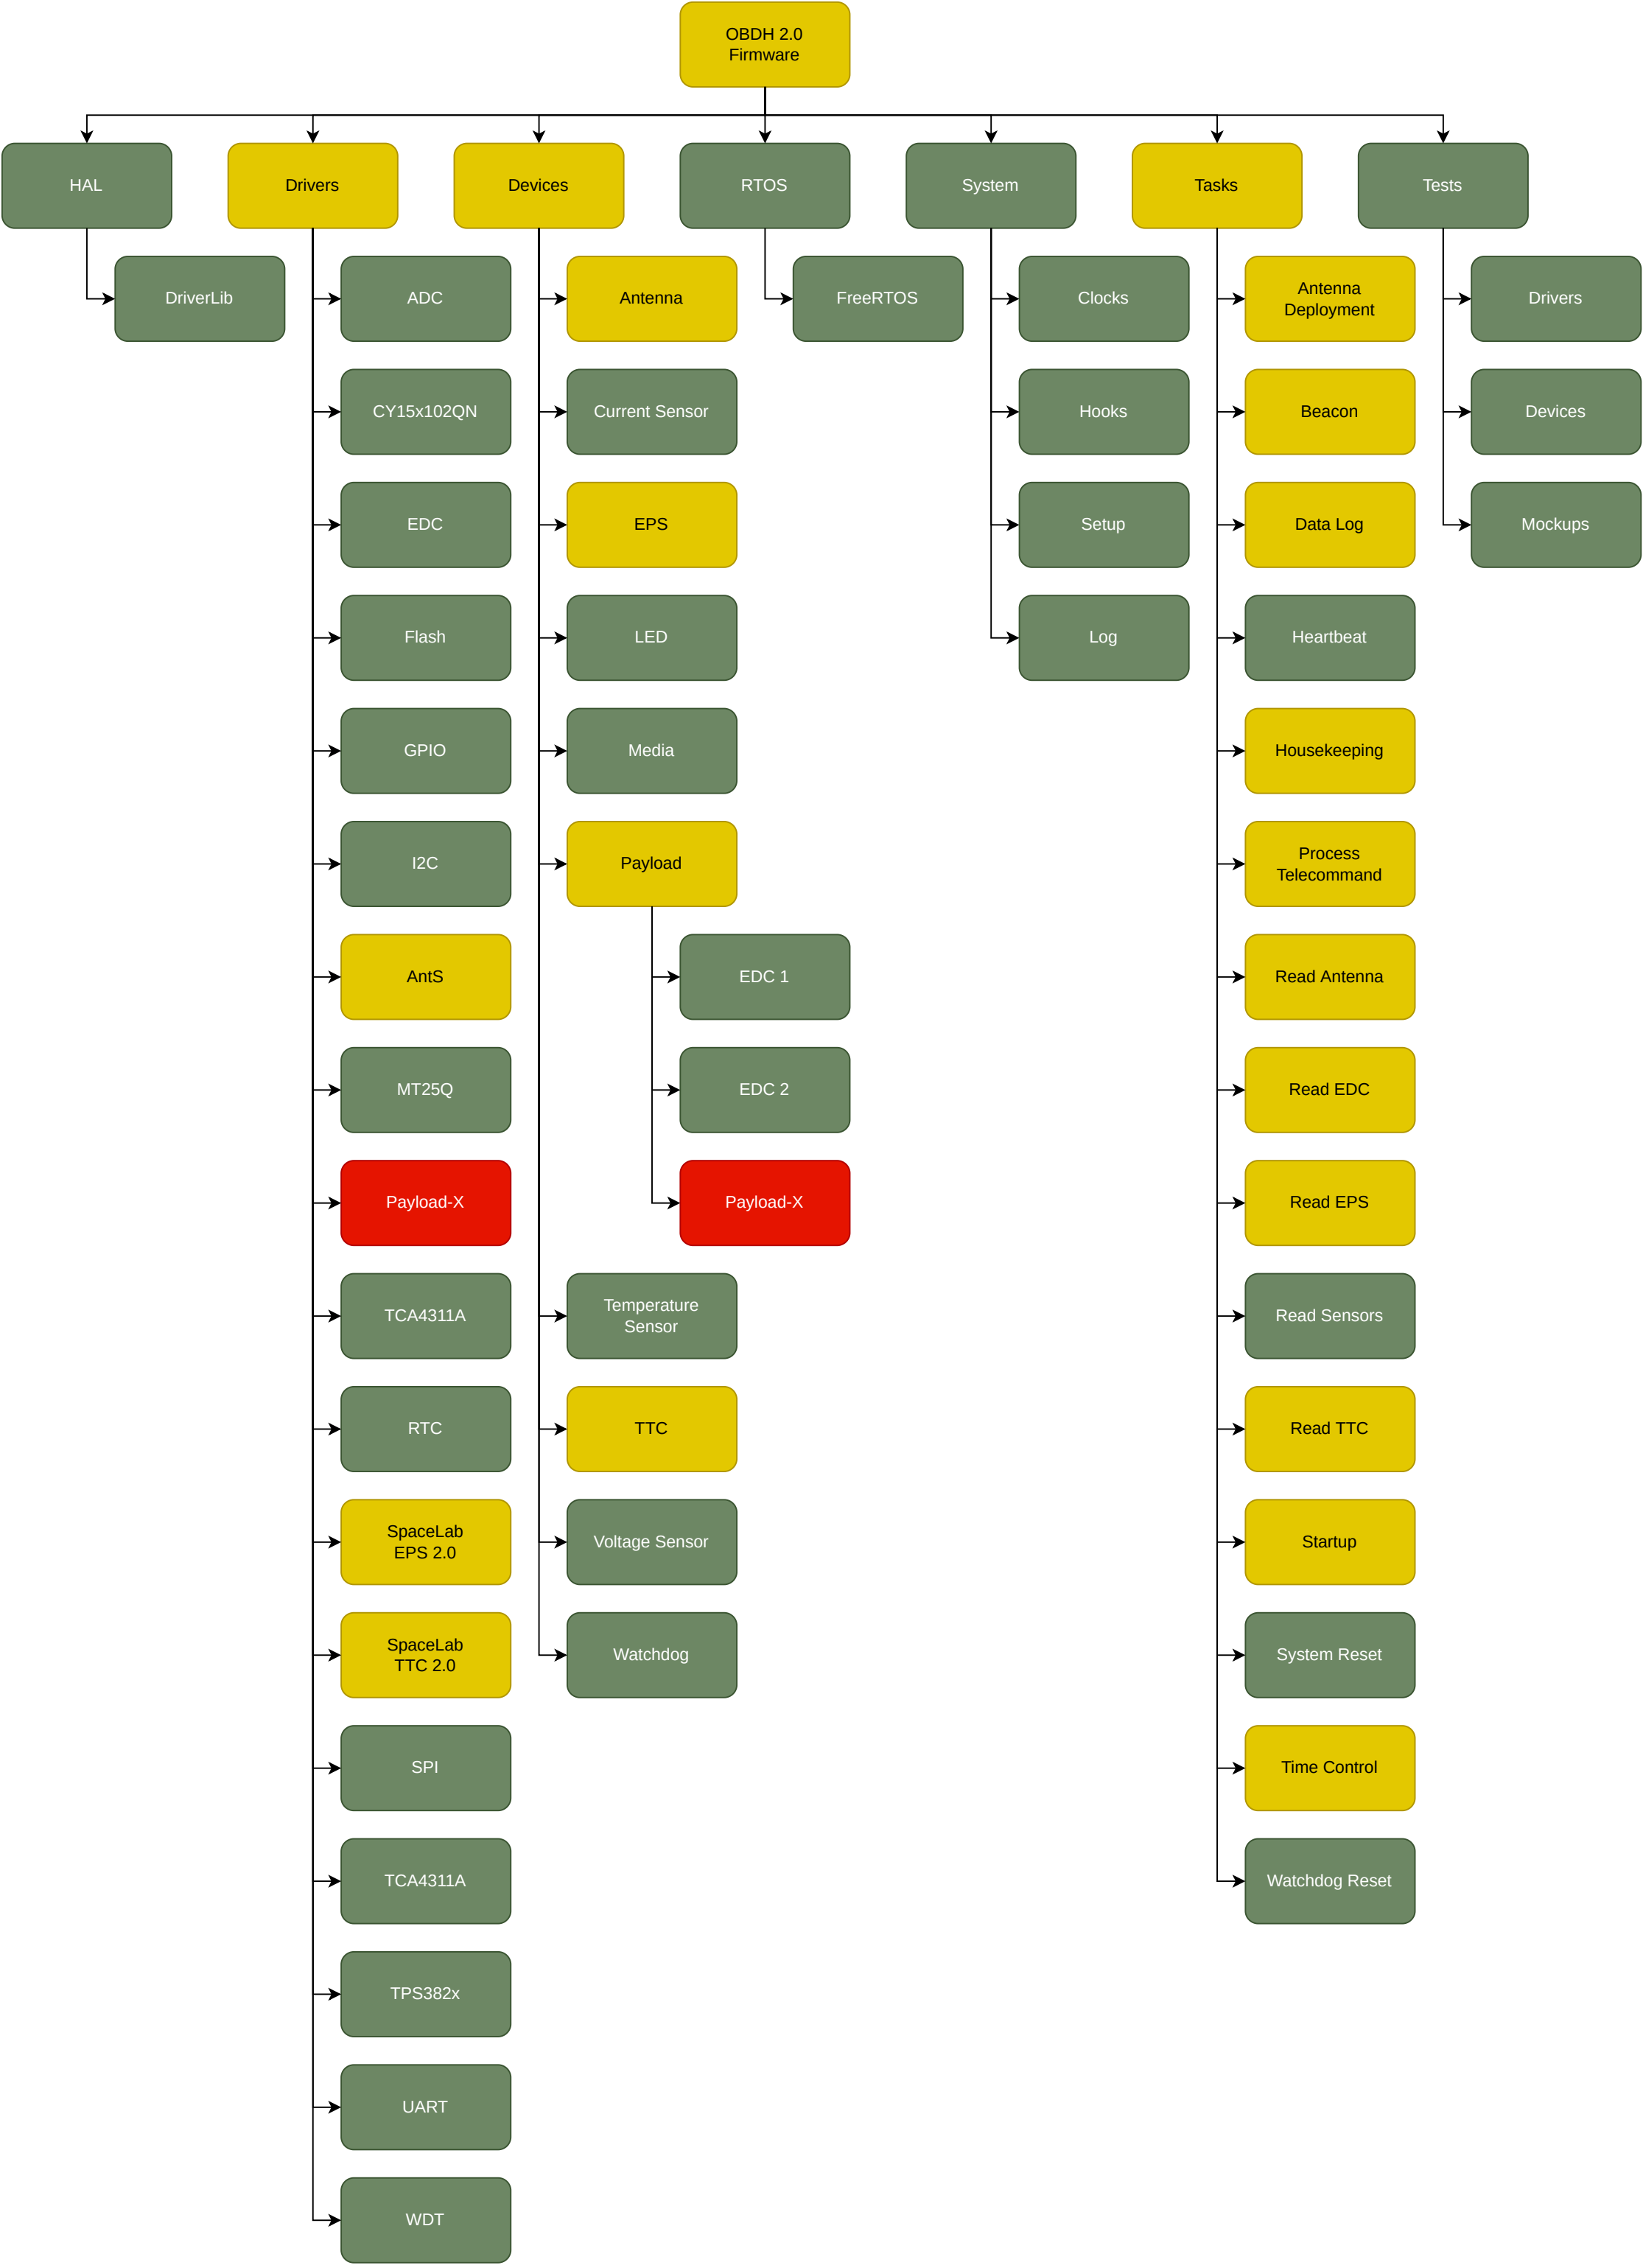 OBDH 2.0
Firmware
HAL
Drivers
Devices
RTOS
System
Tasks
Tests
DriverLib
ADC
CY15x102QN
EDC
Flash
GPIO
I2C
AntS
MT25Q
Payload-X
TCA4311A
RTC
SpaceLab
EPS 2.0
SpaceLab
TTC 2.0
SPI
TCA4311A
TPS382x
UART
WDT
Antenna
Current Sensor
EPS
LED
Media
Payload
EDC 1
EDC 2
Payload-X
Temperature
Sensor
TTC
Voltage Sensor
Watchdog
FreeRTOS
Clocks
Hooks
Setup
Log
Antenna
Deployment
Beacon
Data Log
Heartbeat
Housekeeping
Process
Telecommand
Read Antenna
Read EDC
Read EPS
Read Sensors
Read TTC
Startup
System Reset
Time Control
Watchdog Reset
Drivers
Devices
Mockups